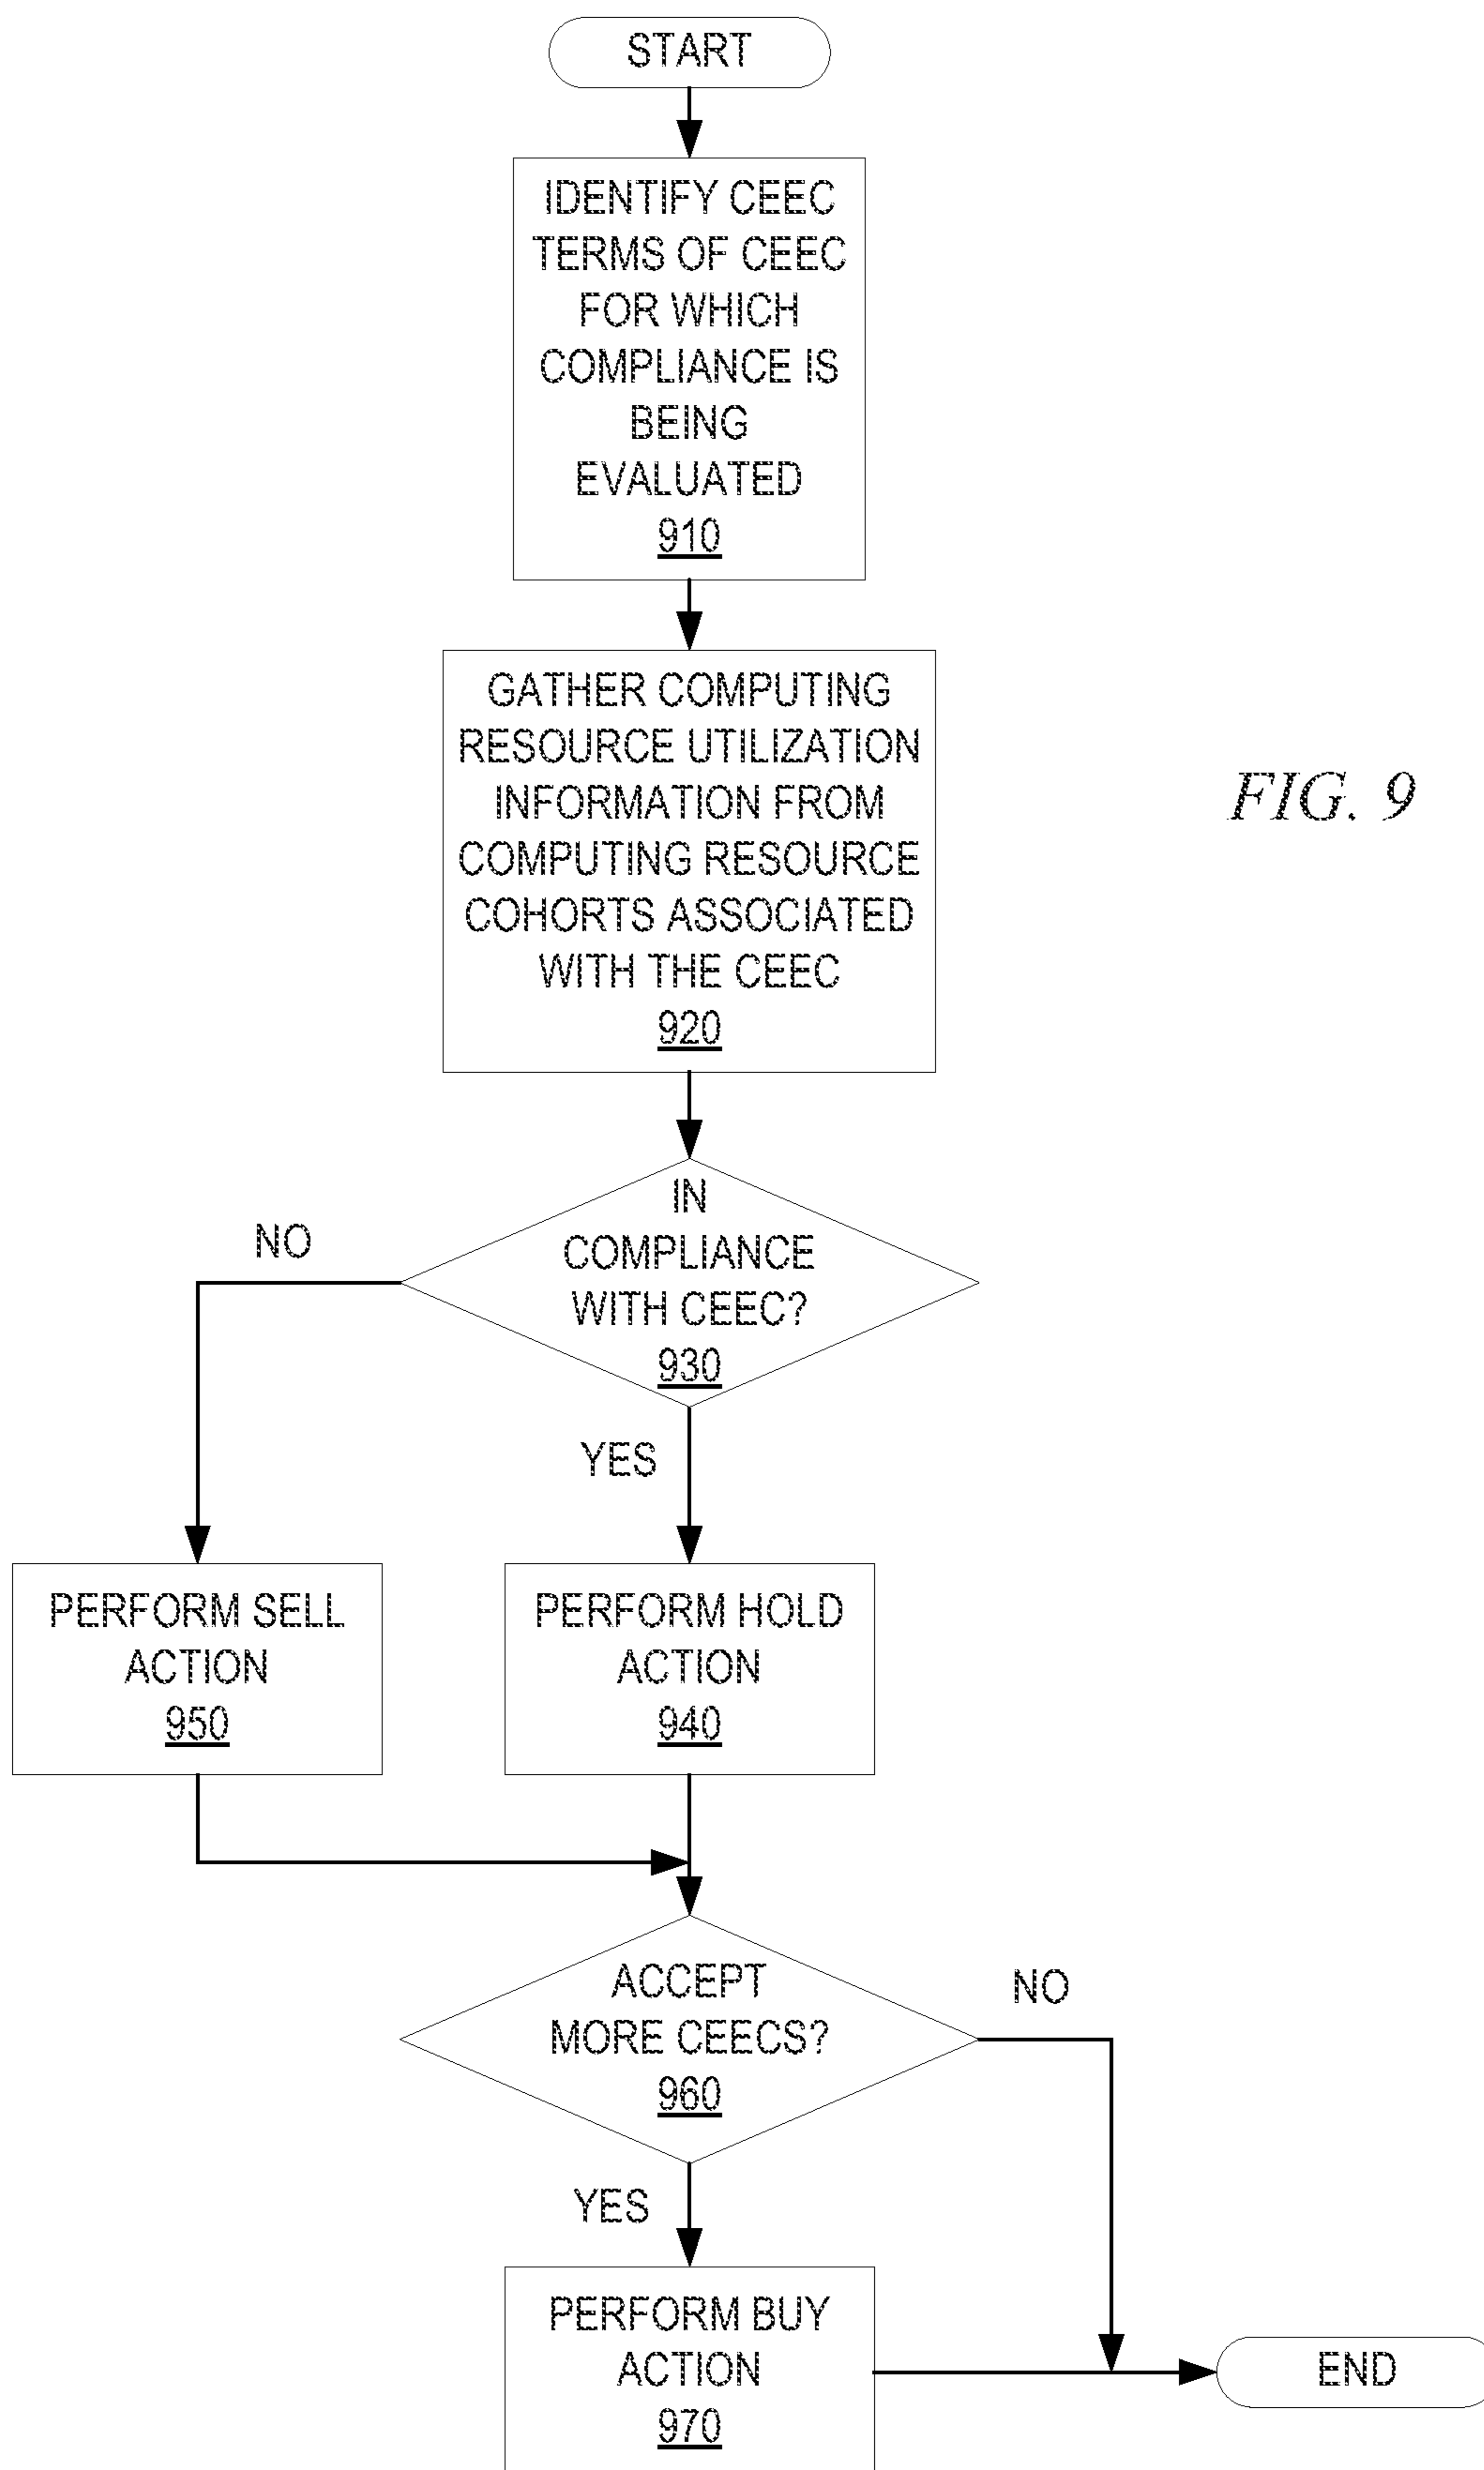 START
IDENTIFY CEEC
TERMS OF CEEC
FOR WHICH
COMPLIANCE IS
BEING
EVALUATED
910
GATHER COMPUTING
RESOURCE UTILIZATION
INFORMATION FROM
COMPUTING RESOURCE
COHORTS ASSOCIATED
WITH THE CEEC
920
FIG. 9
IN
COMPLIANCE
WITH CEEC?
930
NO
YES
PERFORM SELL
ACTION
950
PERFORM HOLD
ACTION
940
ACCEPT
MORE CEECS?
960
NO
YES
PERFORM BUY
ACTION
970
END